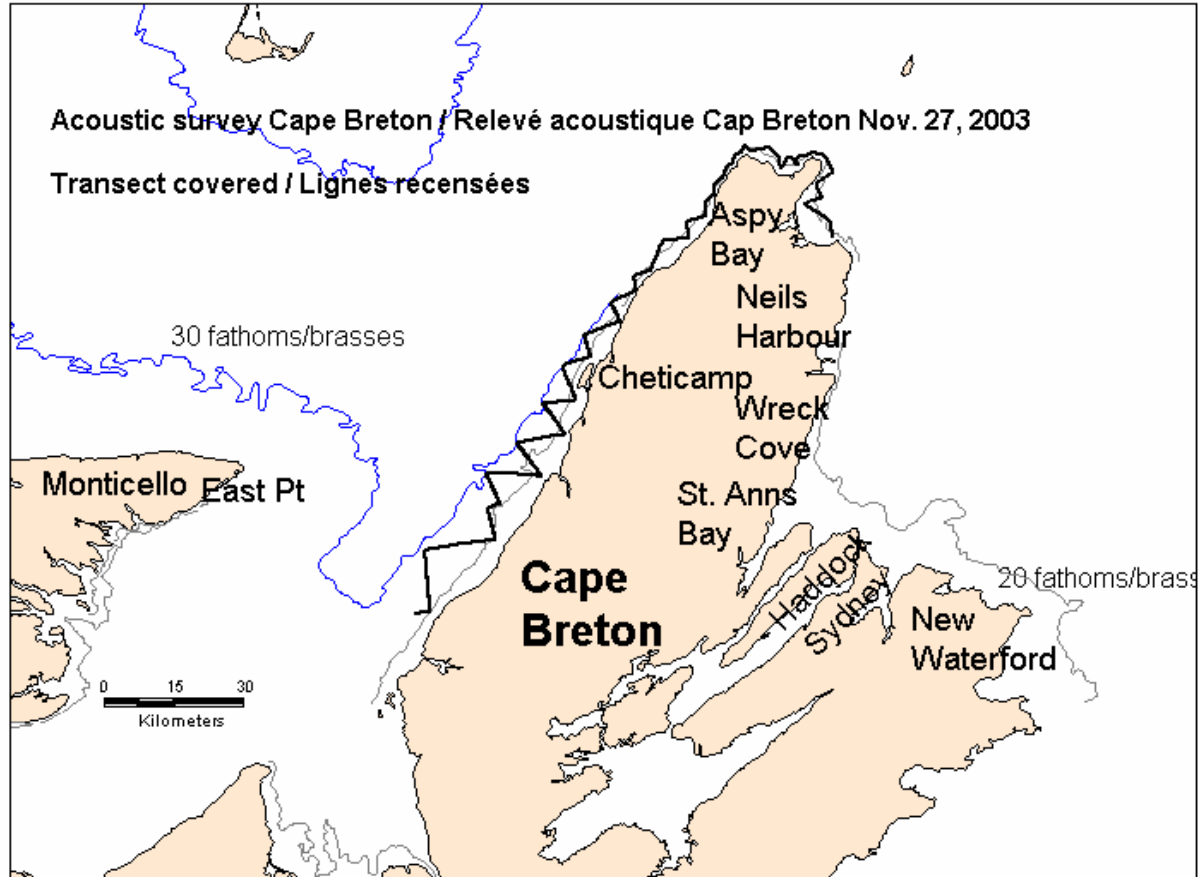 Acoustic survey Cape Breton / Relevé acoustique Cap Breton Nov. 27, 2003
Transect covered / Lignes recensées
Aspy
Bay
Neils
Harbour
30 fathoms/brasses
Cheticamp
Wreck
Cove
Monticello
East Pt
St. Anns
Bay
Haddock
Sydney
20 fathoms/brass
Cape
Breton
New
Waterford
0 15 30
Kilometers